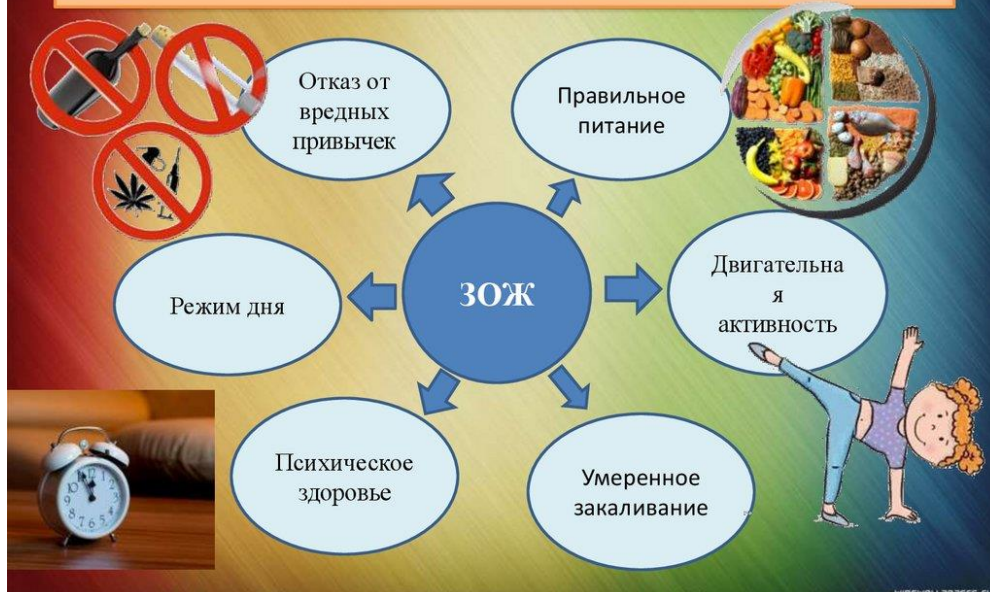 Отказ от
вредных
привычек
Правильное
питание
Режим дня
ЗОЖ
Двигательна
я
активность
Психическое
здоровье
Умеренное
закаливание